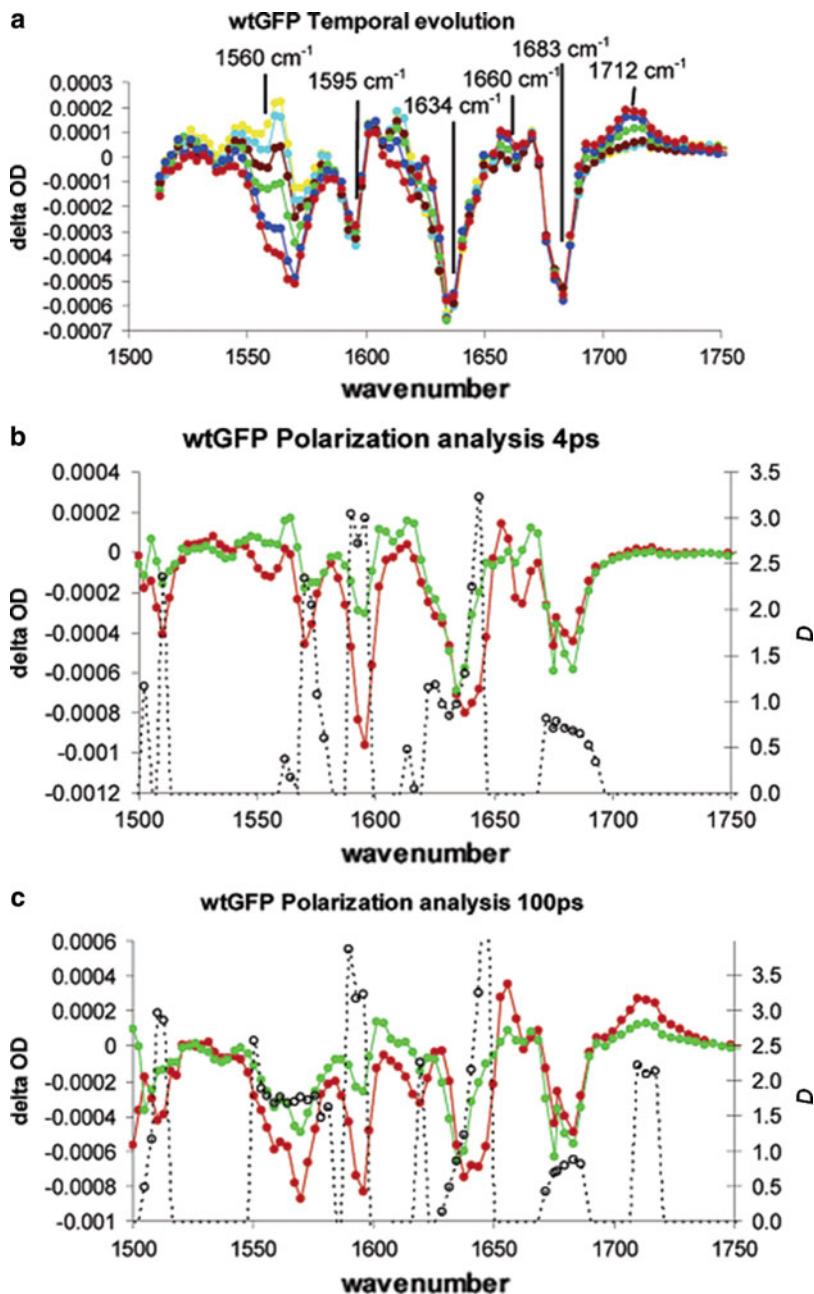 a
wtGFP Temporal evolution
1560 cm-1
1595 cm-1
1634 cm-1
1660 cm-1
1683 cm-1
1712 cm-1
0.0003
0.0002
0.0001
0
-0.0001
-0.0002
-0.0003
-0.0004
-0.0005
-0.0006
-0.0007
delta OD
1500 1550 1600 1650 1700 1750
wavenumber
b
wtGFP Polarization analysis 4ps
0.0004
0.0002
0
-0.0002
-0.0004
-0.0006
-0.0008
-0.001
-0.0012
delta OD
3.5
3.0
2.5
2.0
1.5
1.0
0.5
0.0
D
1500 1550 1600 1650 1700 1750
wavenumber
c
wtGFP Polarization analysis 100ps
0.0006
0.0004
0.0002
0
-0.0002
-0.0004
-0.0006
-0.0008
-0.001
delta OD
3.5
3.0
2.5
2.0
1.5
1.0
0.5
0.0
D
1500 1550 1600 1650 1700 1750
wavenumber